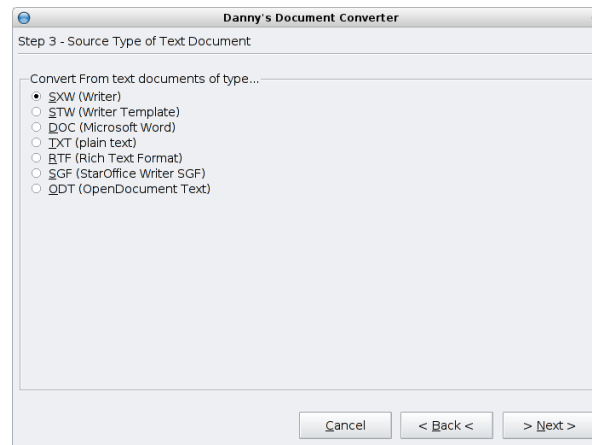 Danny's Document Converter
Step 3 - Source Type of Text Document
Convert From text documents of type...
SXW (Writer)
STW (Writer Template)
DOC (Microsoft Word)
TXT (plain text)
RTF (Rich Text Format)
SGF (StarOffice Writer SGF)
ODT (OpenDocument Text)
Cancel
< Back <
> Next >